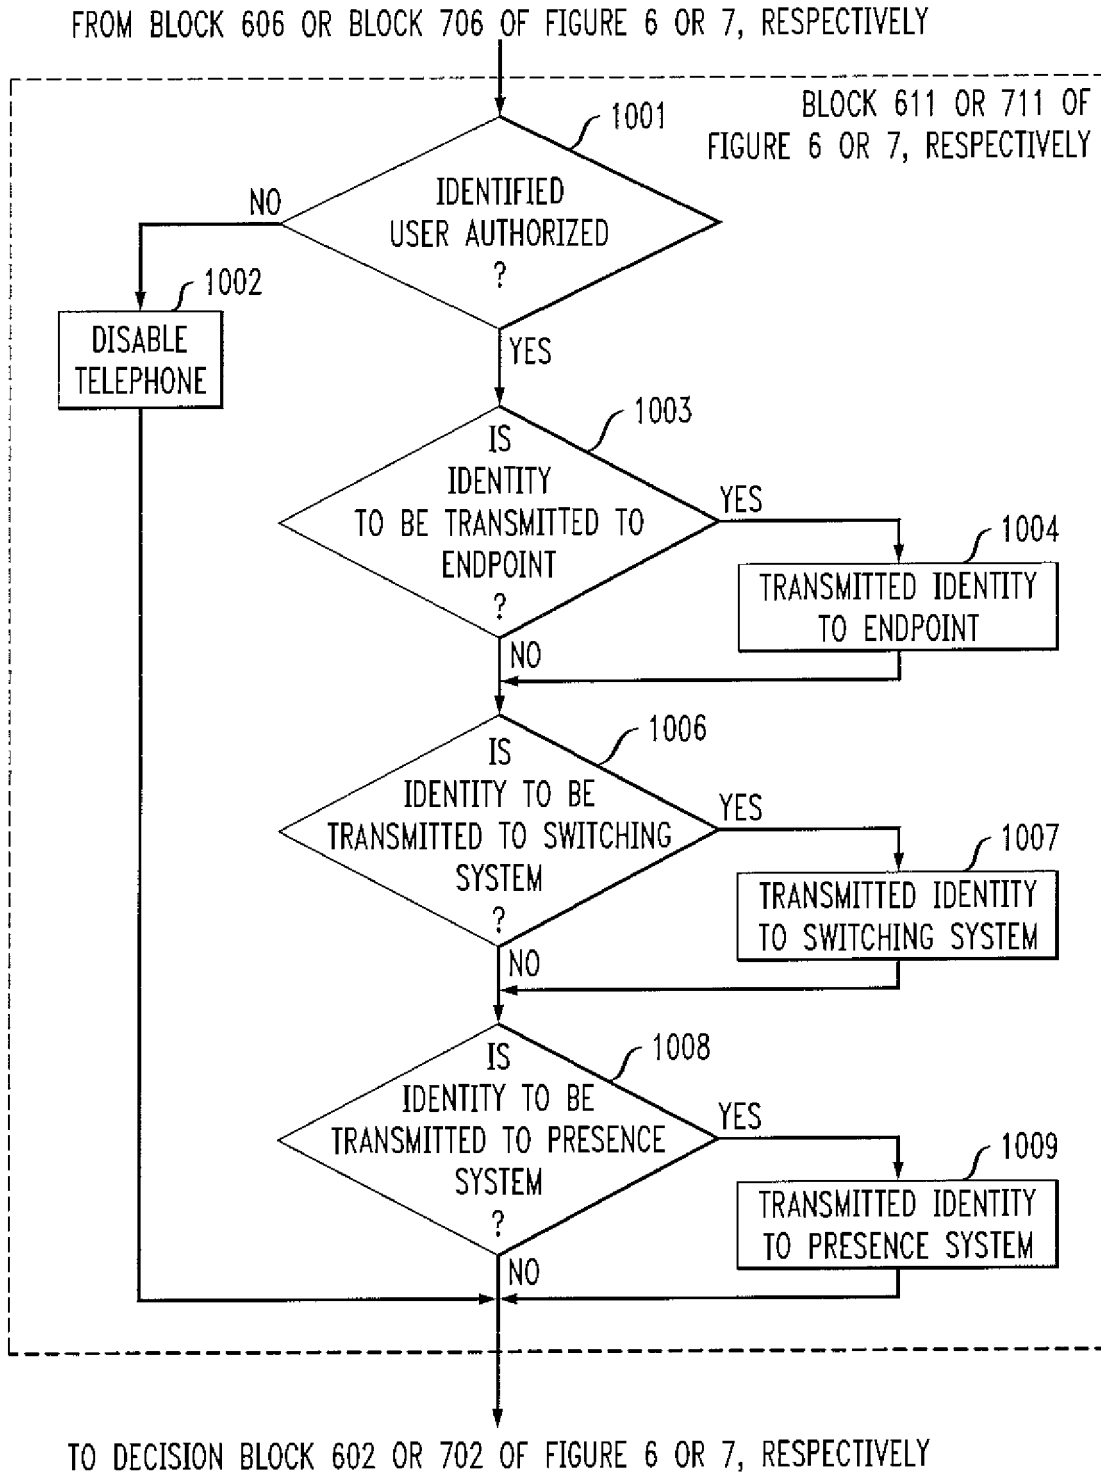 FROM BLOCK 606 OR BLOCK 706 OF FIGURE 6 OR 7, RESPECTIVELY
BLOCK 611 OR 711 OF
FIGURE 6 OR 7, RESPECTIVELY
1001
IDENTIFIED
USER AUTHORIZED
?
NO
YES
1002
DISABLE
TELEPHONE
1003
IS
IDENTITY
TO BE TRANSMITTED TO
ENDPOINT
?
YES
NO
1004
TRANSMITTED IDENTITY
TO ENDPOINT
1006
IS
IDENTITY TO BE
TRANSMITTED TO SWITCHING
SYSTEM
?
YES
NO
1007
TRANSMITTED IDENTITY
TO SWITCHING SYSTEM
1008
IS
IDENTITY TO BE
TRANSMITTED TO PRESENCE
SYSTEM
?
YES
NO
1009
TRANSMITTED IDENTITY
TO PRESENCE SYSTEM
TO DECISION BLOCK 602 OR 702 OF FIGURE 6 OR 7, RESPECTIVELY